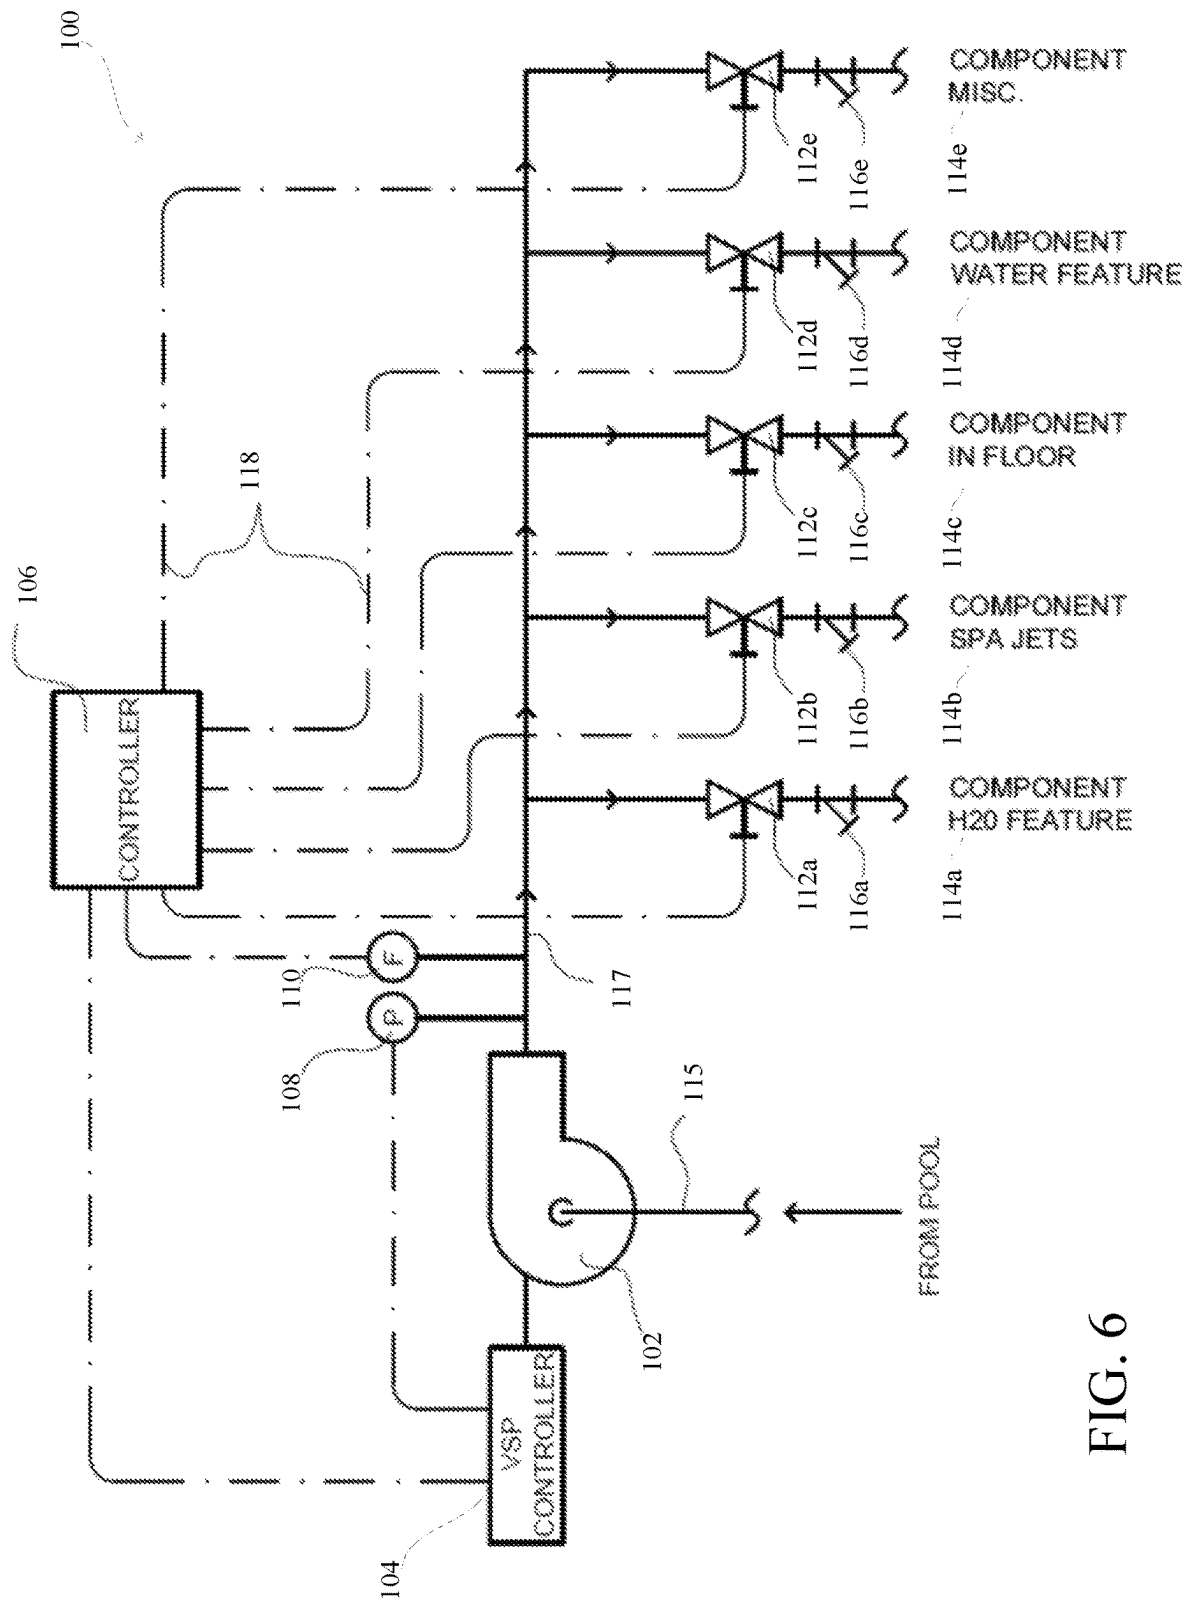 100
106
CONTROLLER
118
110
F
108
P
104
VSP
CONTROLLER
102
115
117
FROM POOL
112a
112b
112c
112d
112e
116a
116b
116c
116d
116e
COMPONENT
H20 FEATURE
114a
COMPONENT
SPA JETS
114b
COMPONENT
IN FLOOR
114c
COMPONENT
WATER FEATURE
114d
COMPONENT
MISC.
114e
FIG. 6